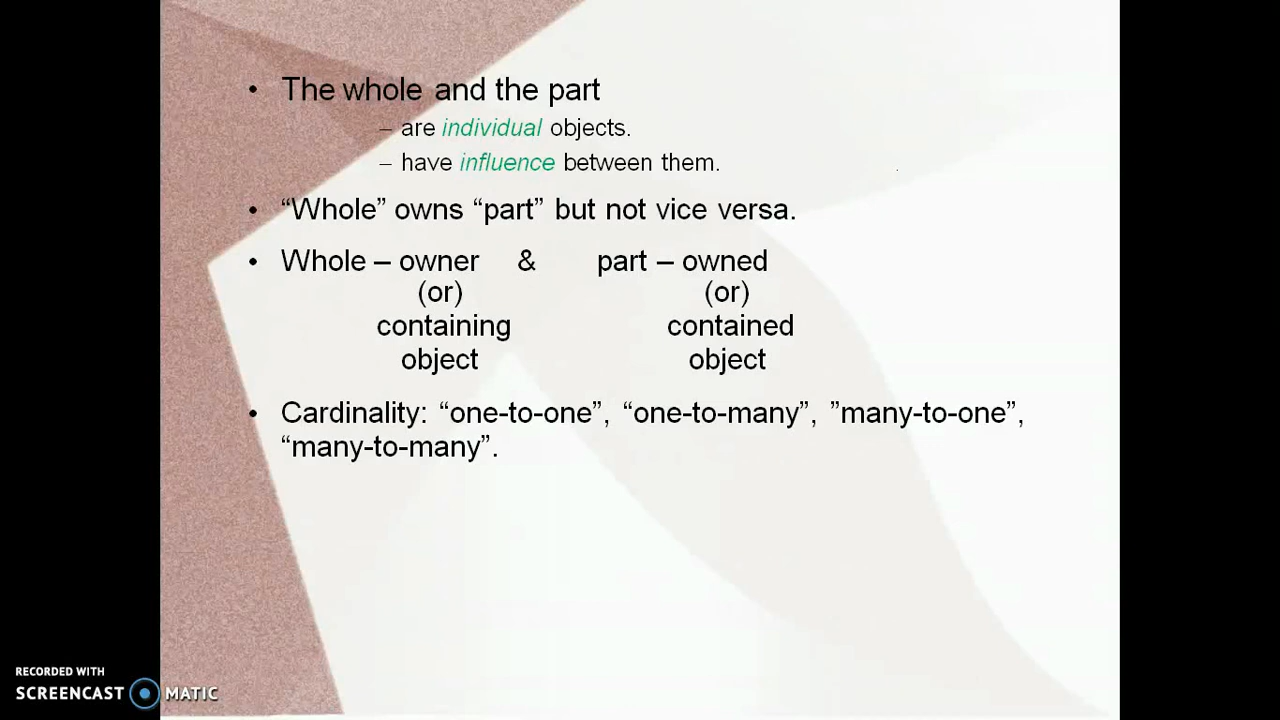 • The whole and the part
– are individual objects.
– have influence between them.
• “Whole” owns “part” but not vice versa.
• Whole – owner & part – owned
(or) (or)
containing contained
object object
• Cardinality: “one-to-one”, “one-to-many”, ”many-to-one”,
“many-to-many”.
RECORDED WITH
SCREENCAST MATIC